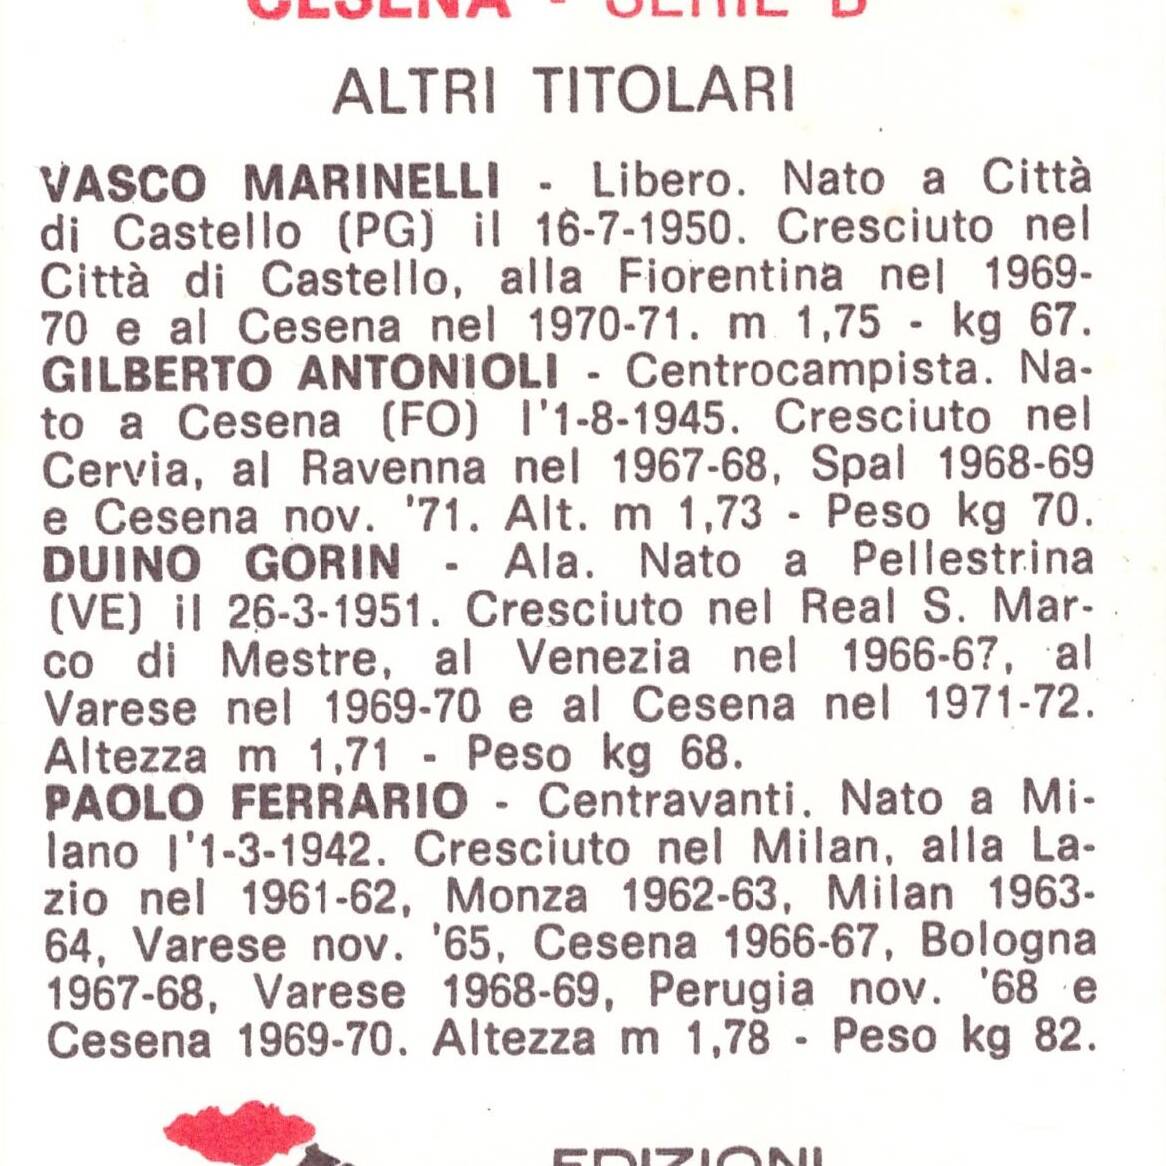 CESENA - SERIE B
ALTRI TITOLARI
VASCO MARINELLI - Libero. Nato a Città
di Castello (PG) il 16-7-1950. Cresciuto nel
Città di Castello, alla Fiorentina nel 1969-
70 e al Cesena nel 1970-71. m 1,75 - kg 67.
GILBERTO ANTONIOLI - Centrocampista. Na-
to a Cesena (FO) l'1-8-1945. Cresciuto nel
Cervia, al Ravenna nel 1967-68, Spal 1968-69
e Cesena nov. '71. Alt. m 1,73 - Peso kg 70.
DUINO GORIN - Ala. Nato a Pellestrina
(VE) il 26-3-1951. Cresciuto nel Real S. Mar-
co di Mestre, al Venezia nel 1966-67, al
Varese nel 1969-70 e al Cesena nel 1971-72.
Altezza m 1,71 - Peso kg 68.
PAOLO FERRARIO - Centravanti. Nato a Mi-
lano l'1-3-1942. Cresciuto nel Milan, alla La-
zio nel 1961-62, Monza 1962-63, Milan 1963-
64, Varese nov. '65, Cesena 1966-67, Bologna
1967-68, Varese 1968-69, Perugia nov. '68 e
Cesena 1969-70. Altezza m 1,78 - Peso kg 82.
EDIZIONI